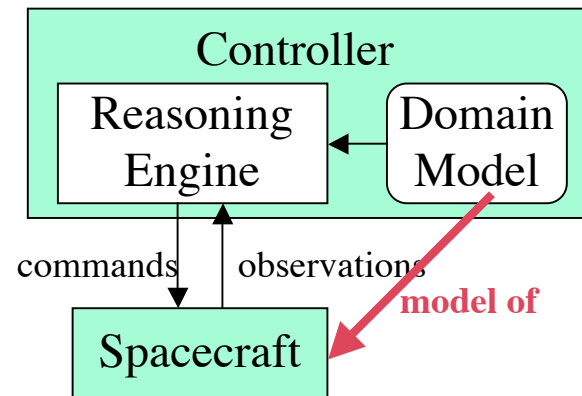 Controller
Reasoning
Engine
Domain
Model
commands
observations
model of
Spacecraft